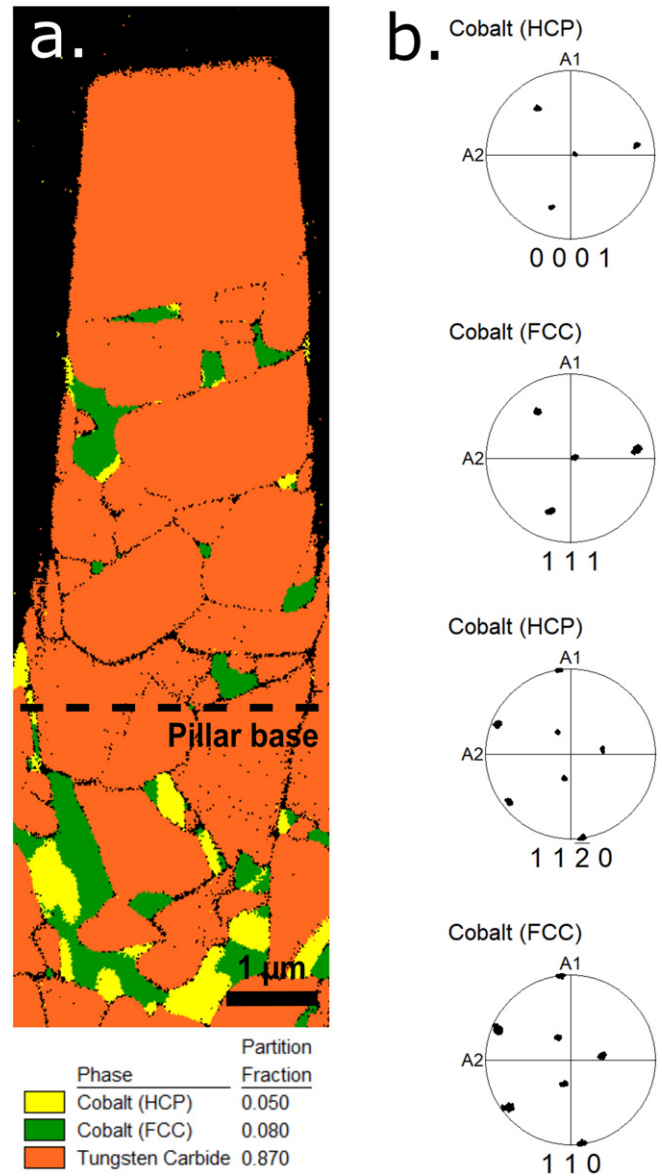 a.
Pillar base
1 µm
Partition
Phase Fraction
Cobalt (HCP) 0.050
Cobalt (FCC) 0.080
Tungsten Carbide 0.870
b.
Cobalt (HCP)
A1
A2
0 0 0 1
Cobalt (FCC)
A1
A2
1 1 1
Cobalt (HCP)
A1
A2
1 1 2̅ 0
Cobalt (FCC)
A1
A2
1 1 0